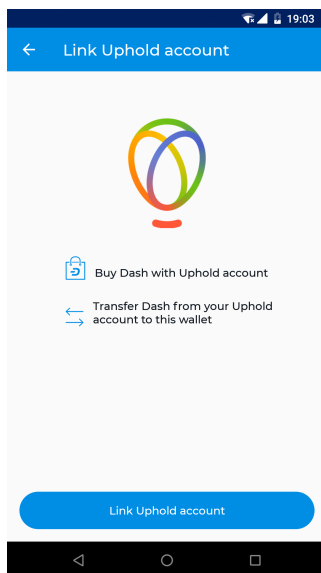 19:03
Link Uphold account
Buy Dash with Uphold account
Transfer Dash from your Uphold
account to this wallet
Link Uphold account